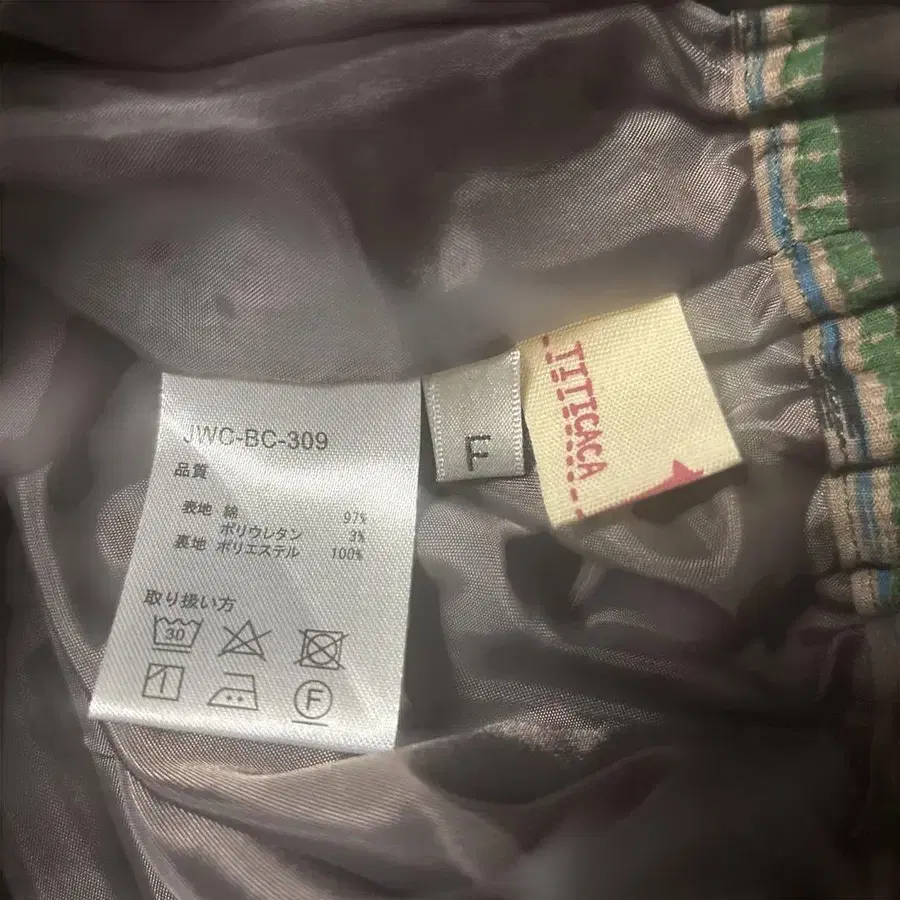 JWC-BC-309
品質
表地 綿 97%
ポリウレタン 3%
裏地 ポリエステル 100%
取り扱い方
30
F
F
TITICACA